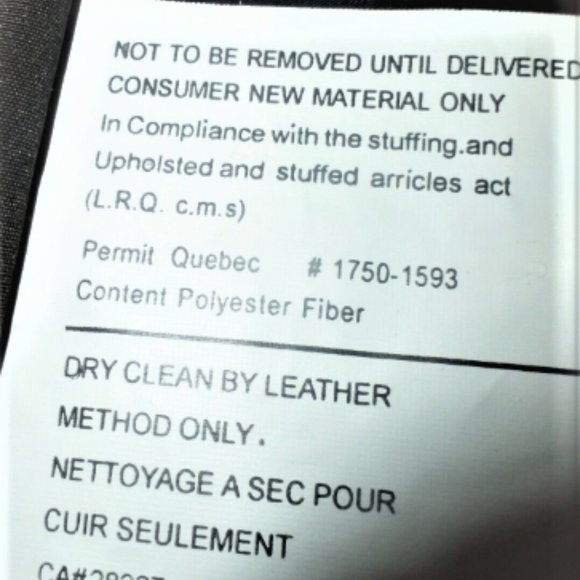 NOT TO BE REMOVED UNTIL DELIVERED
CONSUMER NEW MATERIAL ONLY
In Compliance with the stuffing.and
Upholsted and stuffed arricles act
(L.R.Q. c.m.s)
Permit Quebec # 1750-1593
Content Polyester Fiber
DRY CLEAN BY LEATHER
METHOD ONLY.
NETTOYAGE A SEC POUR
CUIR SEULEMENT